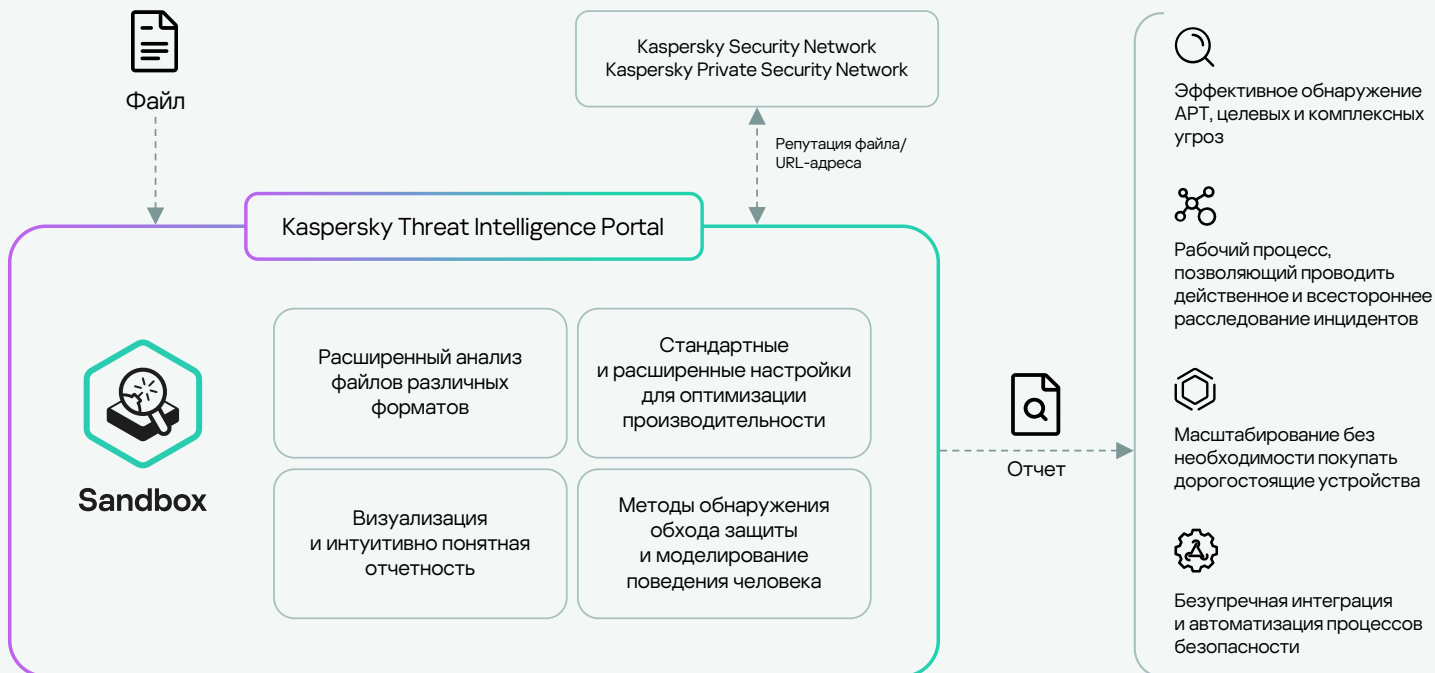 Файл
Kaspersky Security Network
Kaspersky Private Security Network
Репутация файла/
URL-адреса
Kaspersky Threat Intelligence Portal
Sandbox
Расширенный анализ
файлов различных
форматов
Стандартные
и расширенные настройки
для оптимизации
производительности
Визуализация
и интуитивно понятная
отчетность
Методы обнаружения
обхода защиты
и моделирование
поведения человека
Отчет
Эффективное обнаружение
APT, целевых и комплексных
угроз
Рабочий процесс,
позволяющий проводить
действенное и всестороннее
расследование инцидентов
Масштабирование без
необходимости покупать
дорогостоящие устройства
Безупречная интеграция
и автоматизация процессов
безопасности